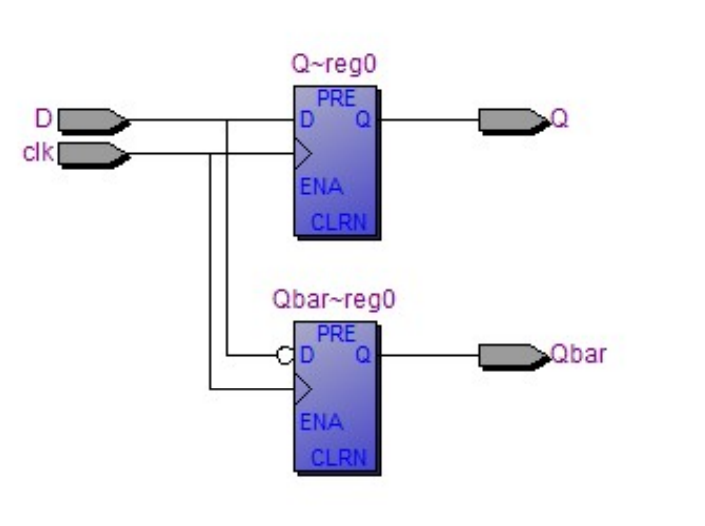 Q~reg0
PRE
D
D Q
Q
clk
ENA
CLRN
Qbar~reg0
PRE
D Q
Qbar
ENA
CLRN